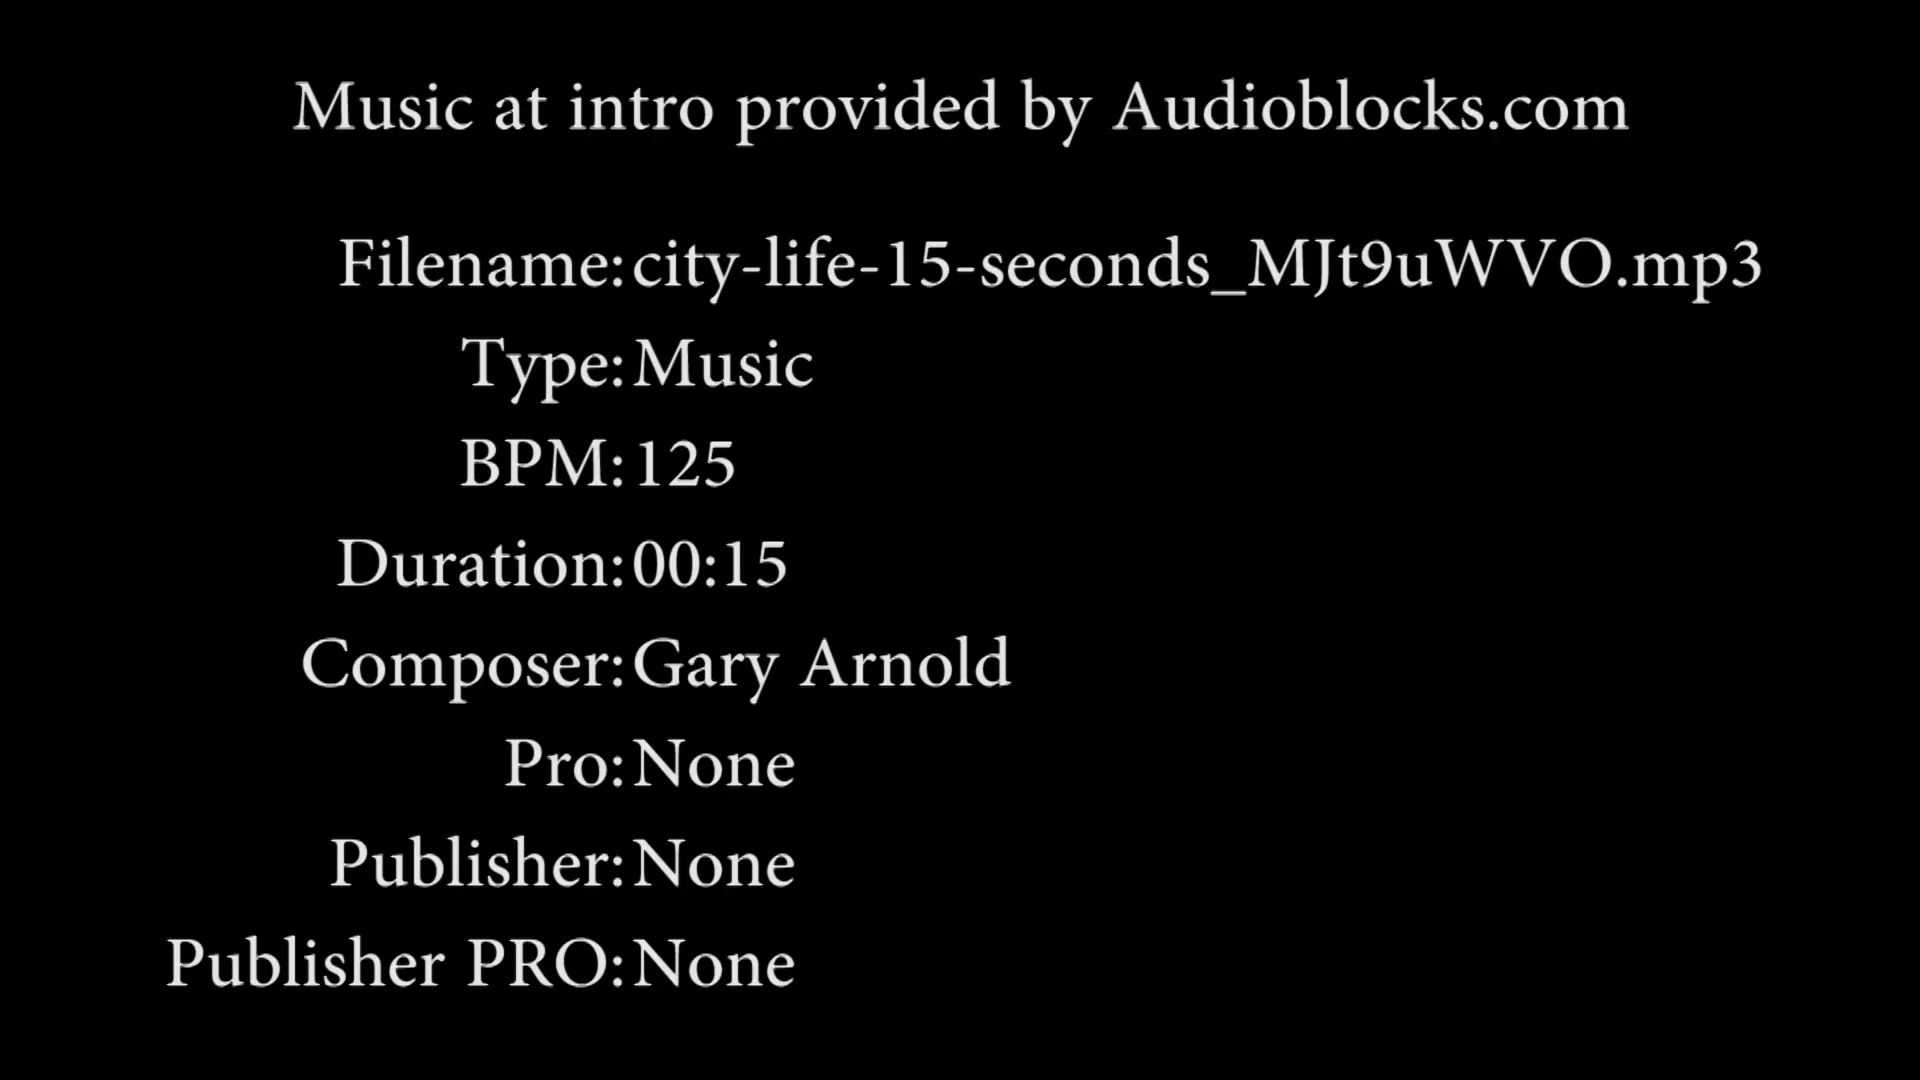 Music at intro provided by Audioblocks.com
Filename: city-life-15-seconds_MJt9uWVO.mp3
Type: Music
BPM: 125
Duration: 00:15
Composer: Gary Arnold
Pro: None
Publisher: None
Publisher PRO: None